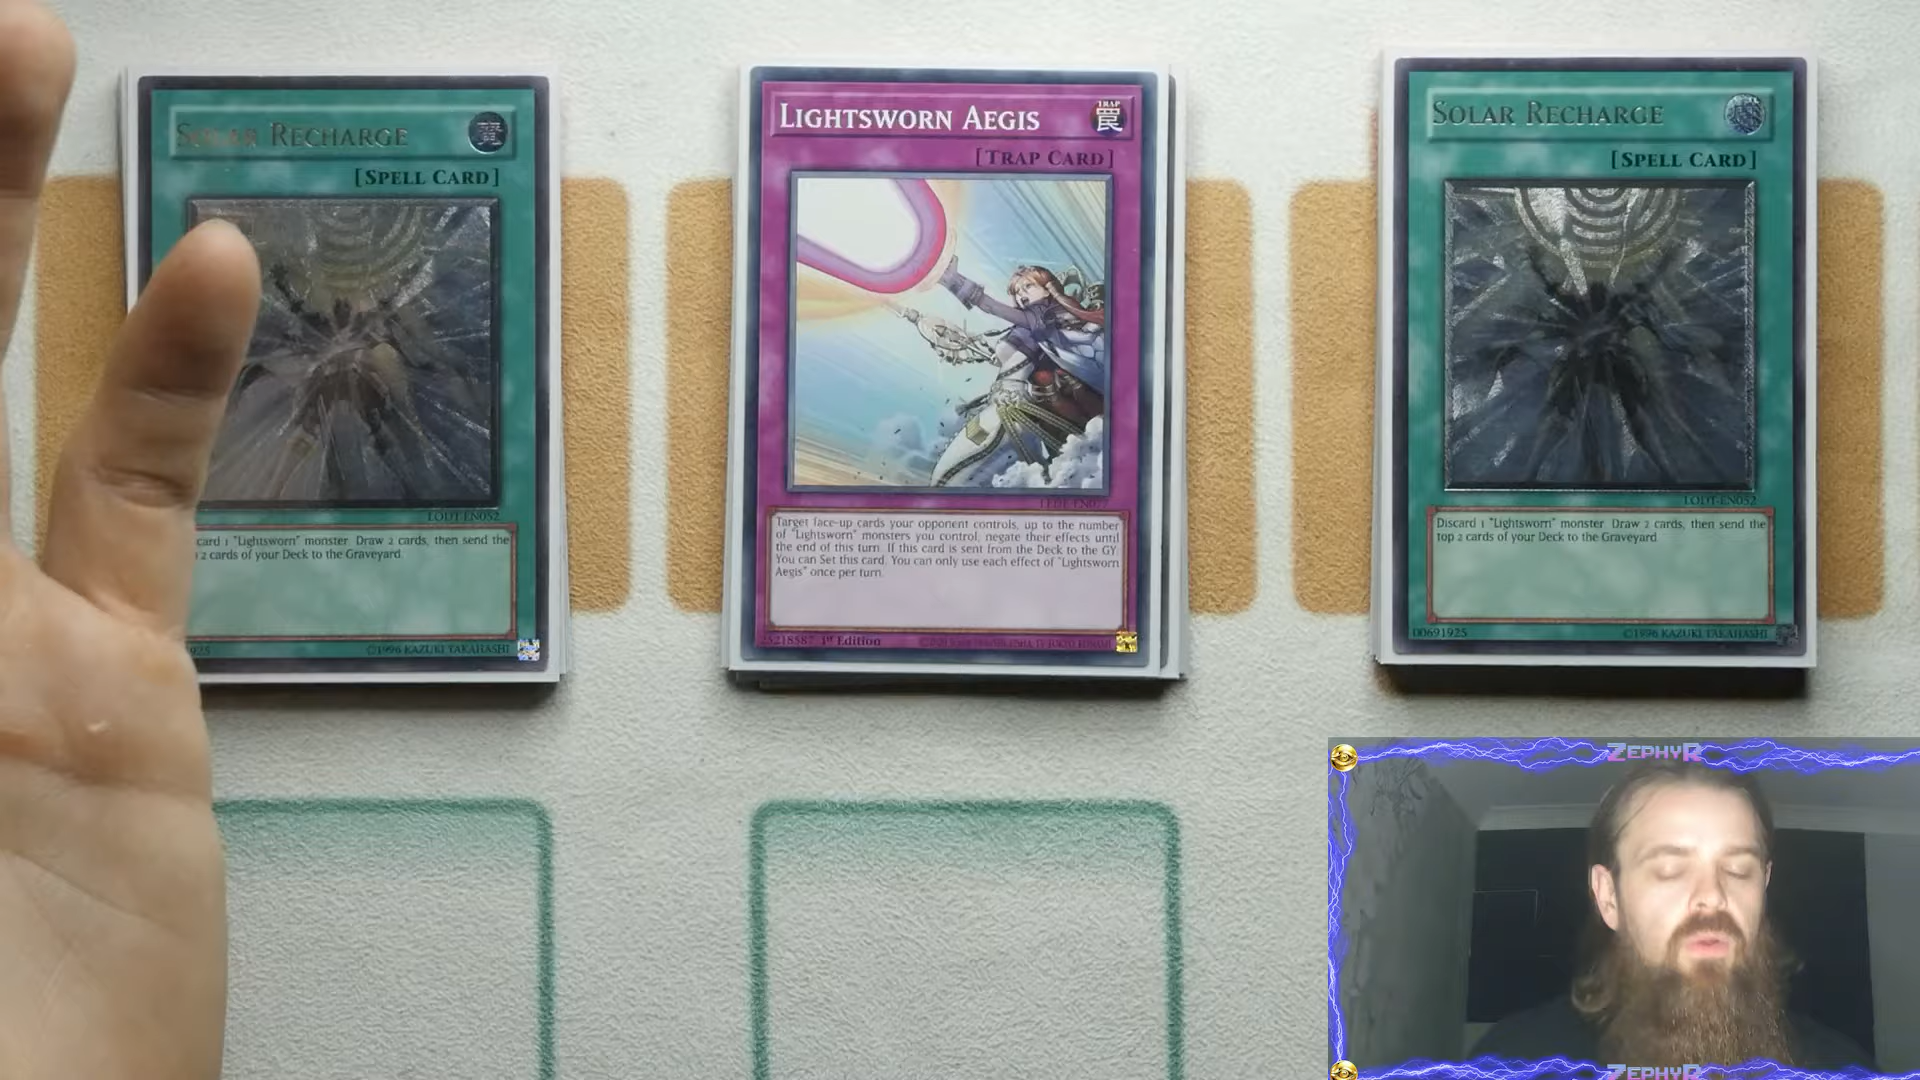 Solar Recharge
[Spell Card]
LODT-EN052
card 1 "Lightsworn" monster. Draw 2 cards, then send the
2 cards of your Deck to the Graveyard.
925
©1996 KAZUKI TAKAHASHI
Lightsworn Aegis
TRAP
罠
[Trap Card]
Target face-up cards your opponent controls, up to the number
of "Lightsworn" monsters you control, negate their effects until
the end of this turn. If this card is sent from the Deck to the GY:
You can Set this card. You can only use each effect of "Lightsworn
Aegis" once per turn.
25218587 1st Edition
Solar Recharge
[Spell Card]
LODT-EN052
Discard 1 "Lightsworn" monster. Draw 2 cards, then send the
top 2 cards of your Deck to the Graveyard.
00691925
©1996 KAZUKI TAKAHASHI
ZEPHYR
ZEPHYR